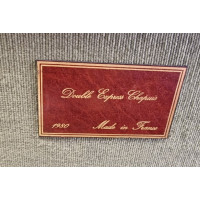 Double Express Chapuis
1980 Made in France